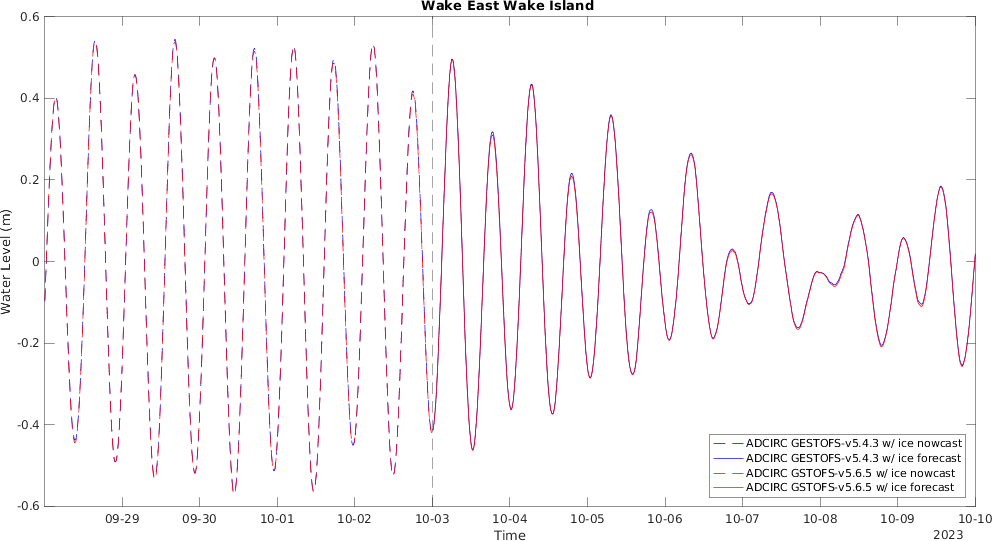 Wake East Wake Island
0.6
0.4
0.2
0
-0.2
-0.4
-0.6
Water Level (m)
09-29 09-30 10-01 10-02 10-03 10-04 10-05 10-06 10-07 10-08 10-09 10-10
Time
2023
ADCIRC GESTOFS-v5.4.3 w/ ice nowcast
ADCIRC GESTOFS-v5.4.3 w/ ice forecast
ADCIRC GSTOFS-v5.6.5 w/ ice nowcast
ADCIRC GSTOFS-v5.6.5 w/ ice forecast